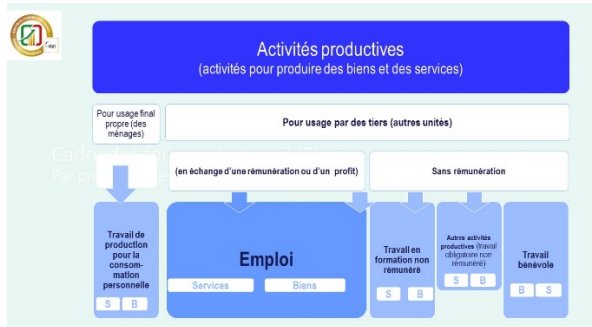 Activités productives
(activités pour produire des biens et des services)
Pour usage final
propre (des
ménages)
Pour usage par des tiers (autres unités)
(en échange d'une rémunération ou d'un profit)
Sans rémunération
Travail de
production
pour la
consom-
mation
personnelle
S B
Emploi
Services Biens
Travail en
formation non
rémunéré
S B
Autres activités
productives (travail
obligatoire non
rémunéré)
S B
Travail
bénévole
B S